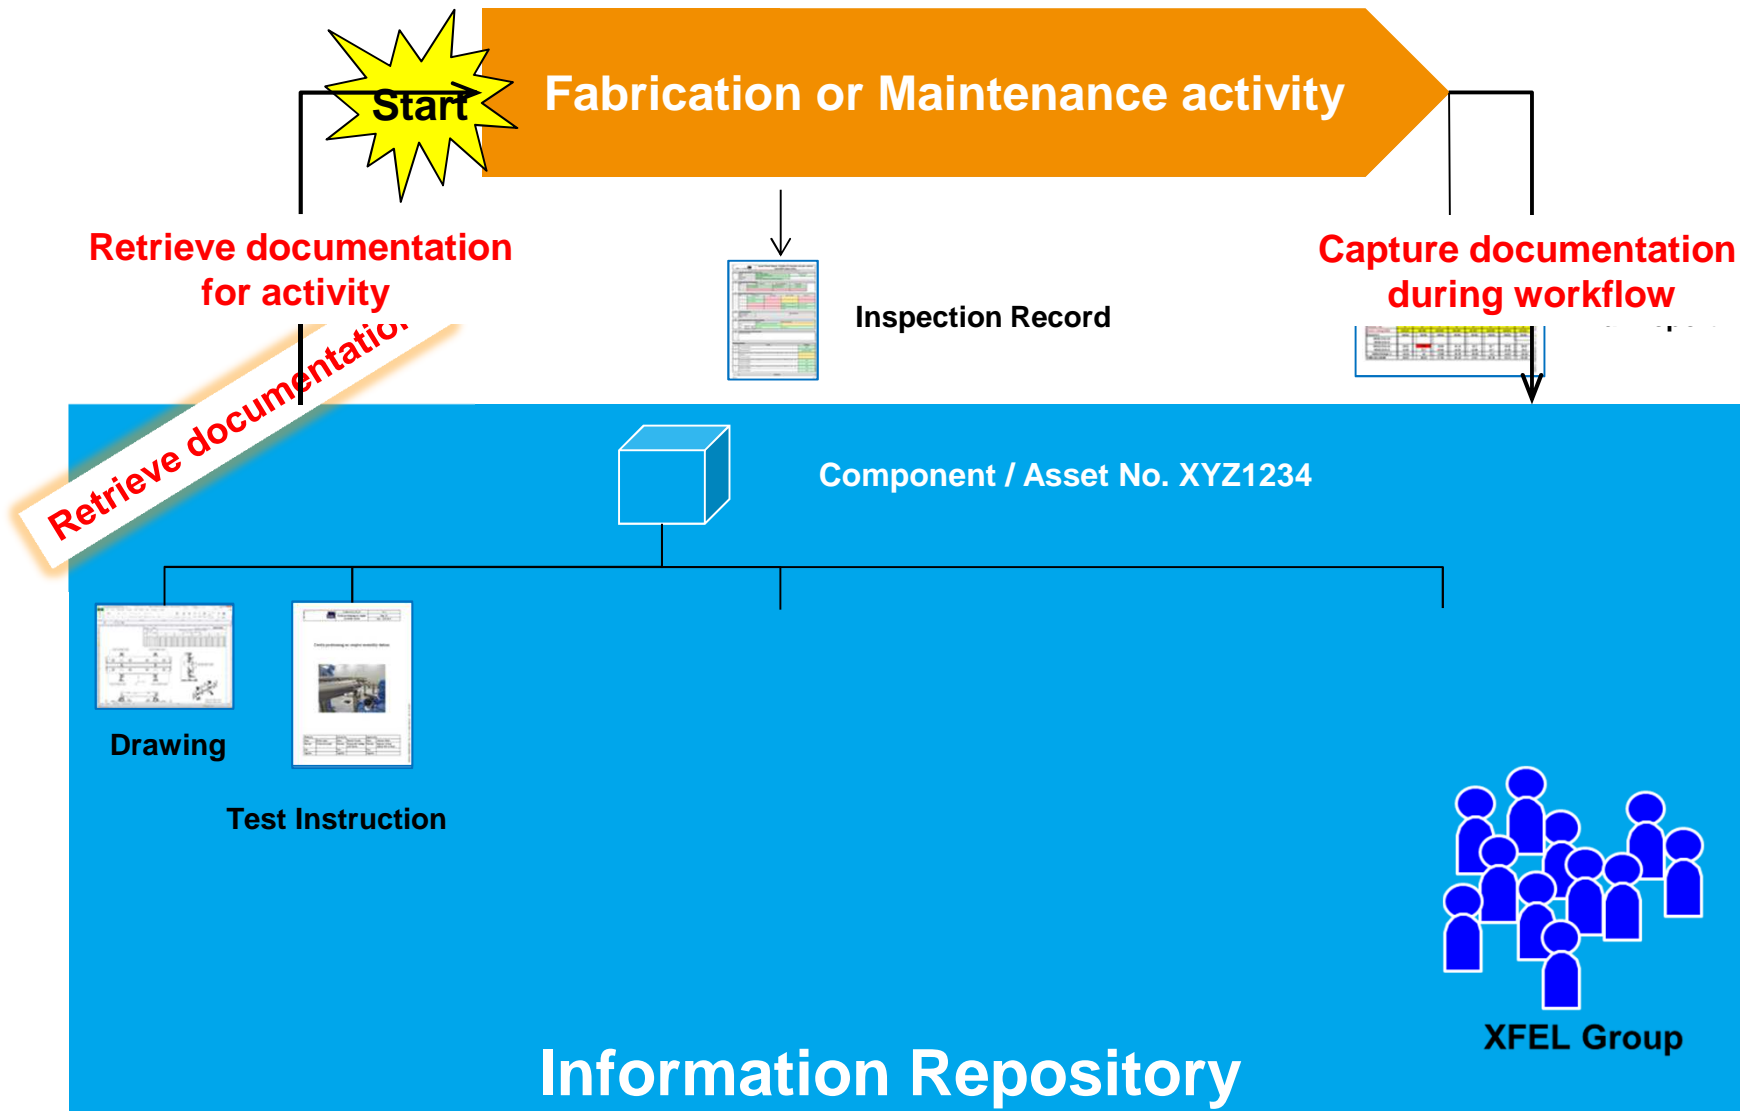 Start
Fabrication or Maintenance activity
Retrieve documentation
for activity
Capture documentation
during workflow
Inspection Record
Retrieve documentation
Component / Asset No. XYZ1234
Drawing
Test Instruction
XFEL Group
Information Repository